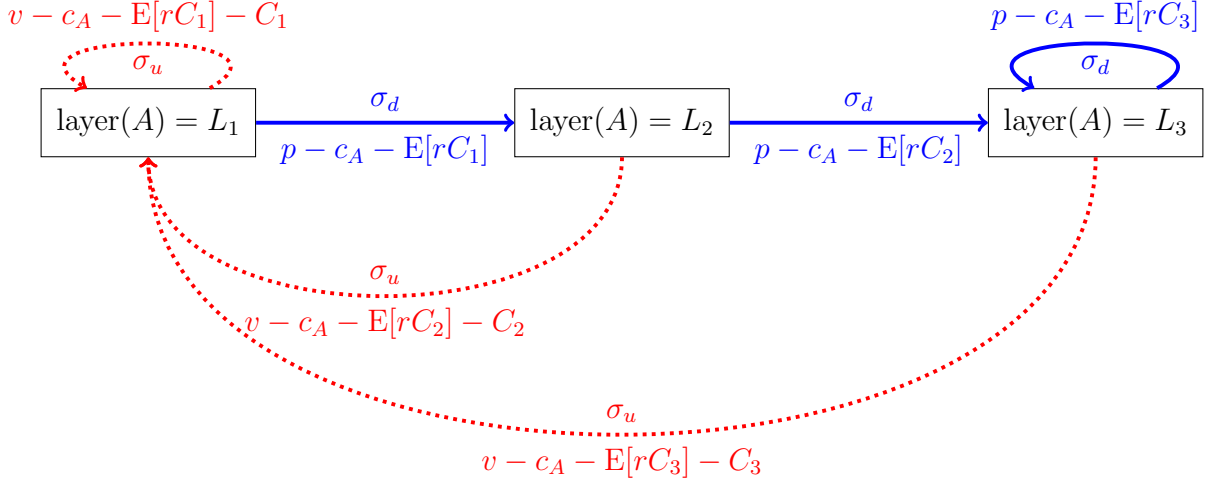 v − c_A − E[rC_1] − C_1
p − c_A − E[rC_3]
σ_u
σ_d
layer(A) = L_1
σ_d
layer(A) = L_2
σ_d
layer(A) = L_3
p − c_A − E[rC_1]
p − c_A − E[rC_2]
σ_u
v − c_A − E[rC_2] − C_2
σ_u
v − c_A − E[rC_3] − C_3